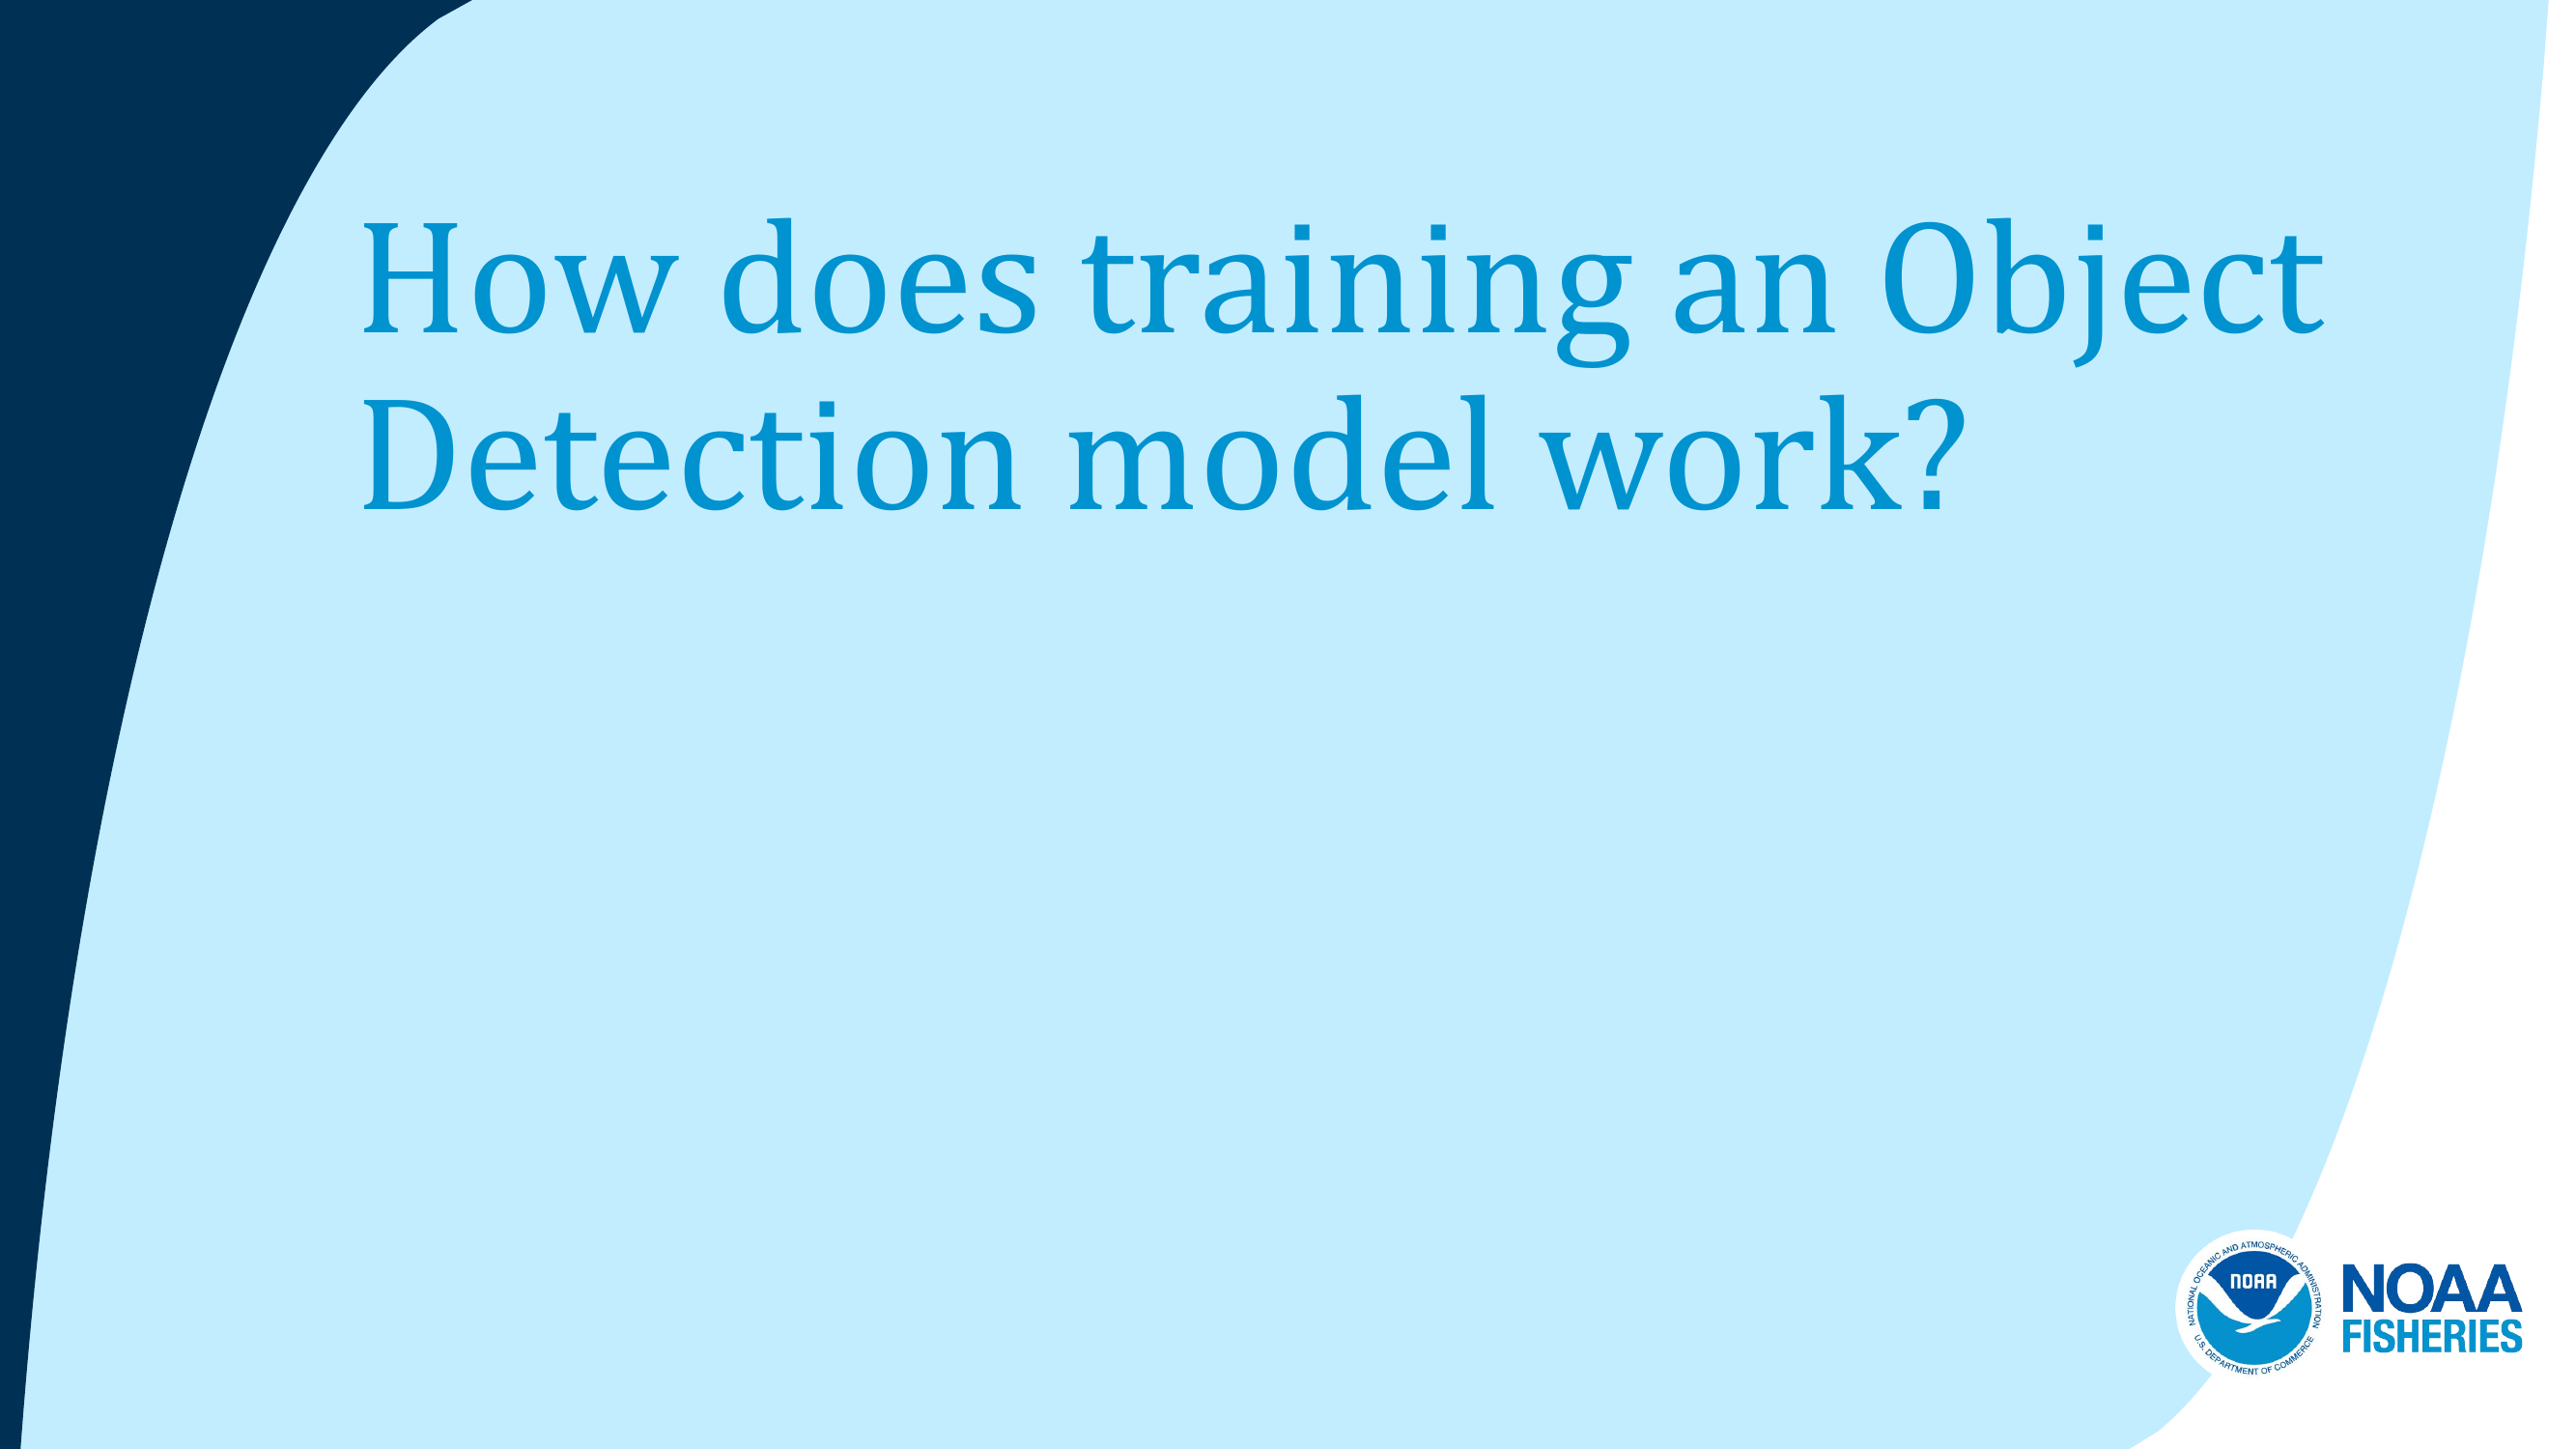 How does training an Object
Detection model work?
NATIONAL OCEANIC AND ATMOSPHERIC ADMINISTRATION
U.S. DEPARTMENT OF COMMERCE
NOAA
NOAA
FISHERIES